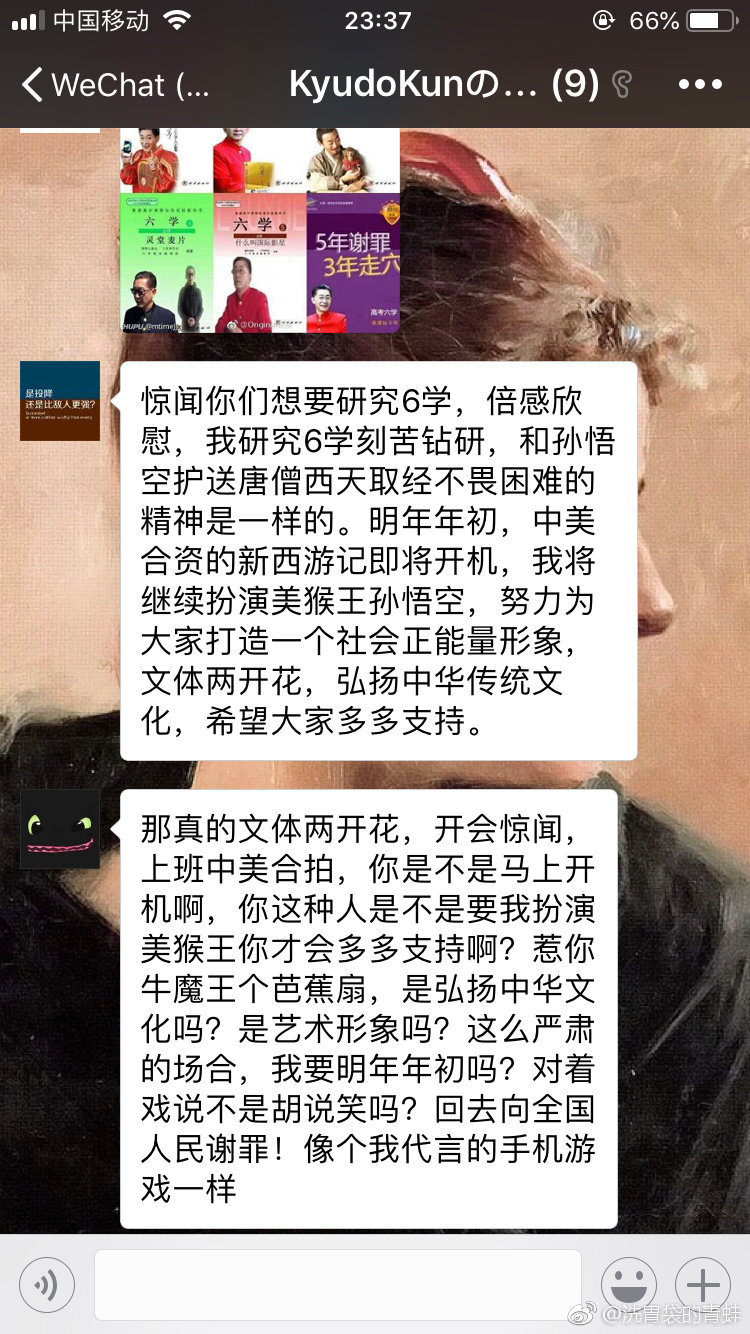 中国移动
23:37
66%
WeChat (...
KyudoKunの... (9)
六学
灵堂麦片
六学
什么叫国际影星
5年谢罪
3年走穴
高考六学
HUPU @mtime
@Origin
是投降
还是比敌人更强?
惊闻你们想要研究6学，倍感欣
慰，我研究6学刻苦钻研，和孙悟
空护送唐僧西天取经不畏困难的
精神是一样的。明年年初，中美
合资的新西游记即将开机，我将
继续扮演美猴王孙悟空，努力为
大家打造一个社会正能量形象，
文体两开花，弘扬中华传统文
化，希望大家多多支持。
那真的文体两开花，开会惊闻，
上班中美合拍，你是不是马上开
机啊，你这种人是不是要我扮演
美猴王你才会多多支持啊？惹你
牛魔王个芭蕉扇，是弘扬中华文
化吗？是艺术形象吗？这么严肃
的场合，我要明年年初吗？对着
戏说不是胡说笑吗？回去向全国
人民谢罪！像个我代言的手机游
戏一样
@洗胃袋的青蛙